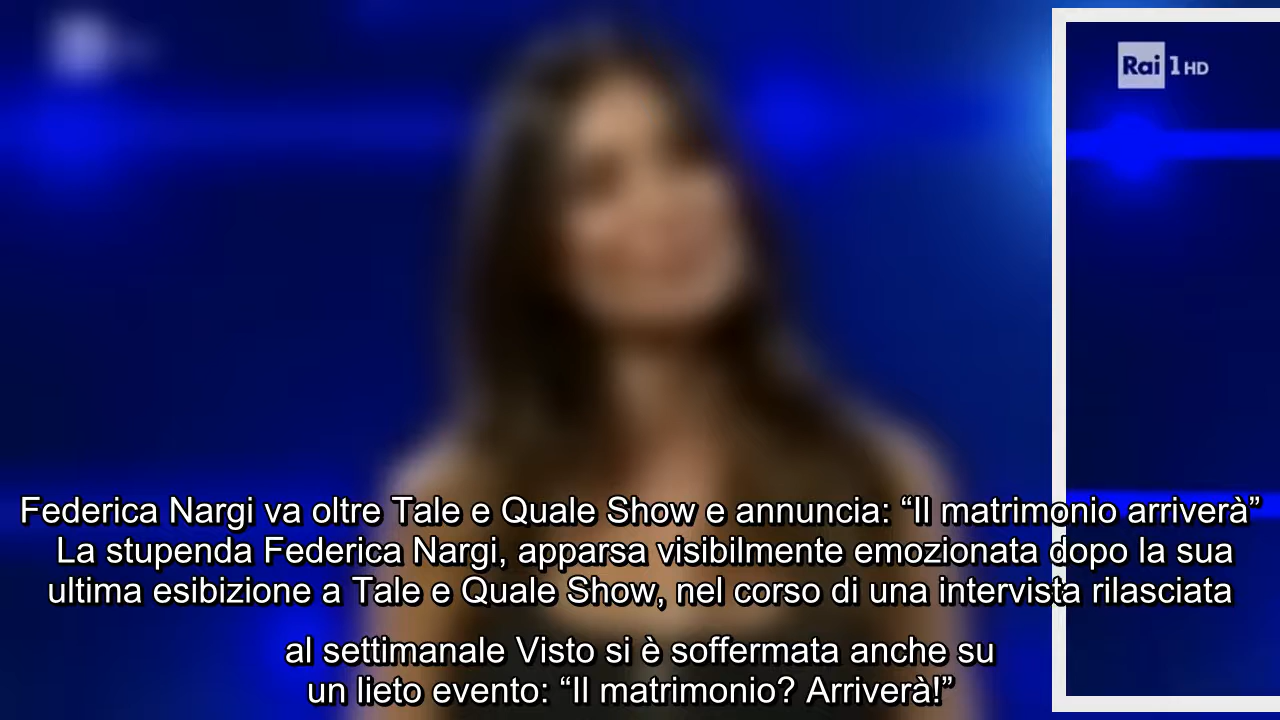 Rai 1 HD
Federica Nargi va oltre Tale e Quale Show e annuncia: “Il matrimonio arriverà”
La stupenda Federica Nargi, apparsa visibilmente emozionata dopo la sua
ultima esibizione a Tale e Quale Show, nel corso di una intervista rilasciata
al settimanale Visto si è soffermata anche su
un lieto evento: “Il matrimonio? Arriverà!”